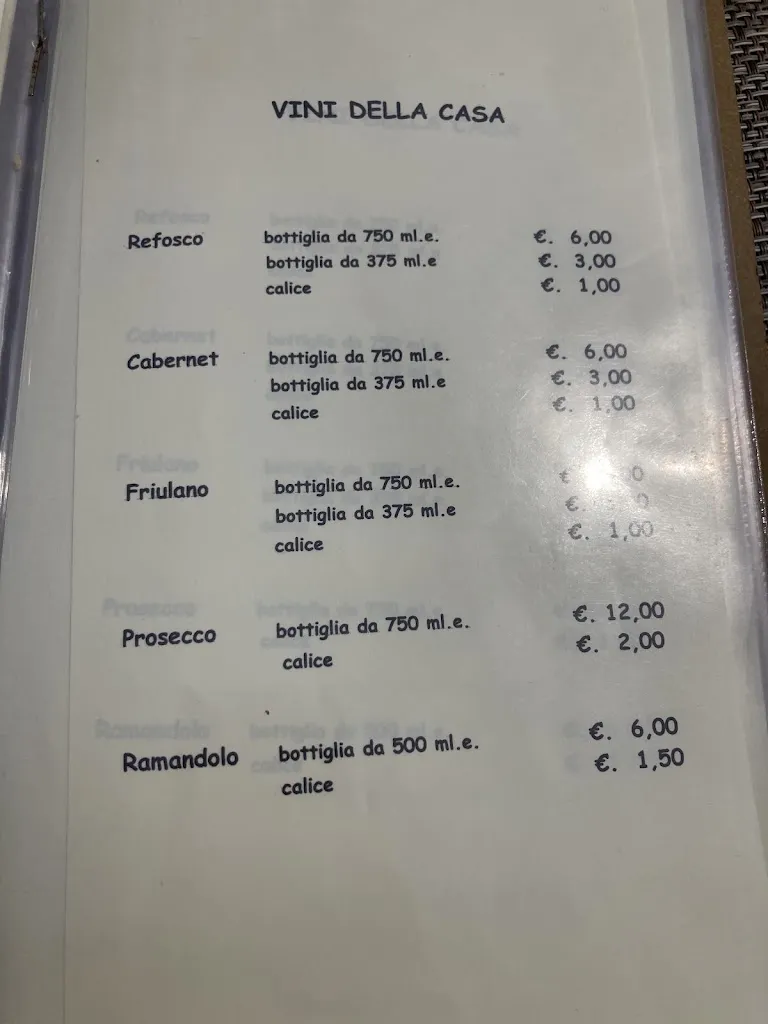 VINI DELLA CASA
Refosco bottiglia da 750 ml.e. €. 6,00
bottiglia da 375 ml.e €. 3,00
calice €. 1,00
Cabernet bottiglia da 750 ml.e. €. 6,00
bottiglia da 375 ml.e €. 3,00
calice €. 1,00
Friulano bottiglia da 750 ml.e. €
bottiglia da 375 ml.e €.
calice €. 1,00
Prosecco bottiglia da 750 ml.e. €. 12,00
calice €. 2,00
Ramandolo bottiglia da 500 ml.e. €. 6,00
calice €. 1,50